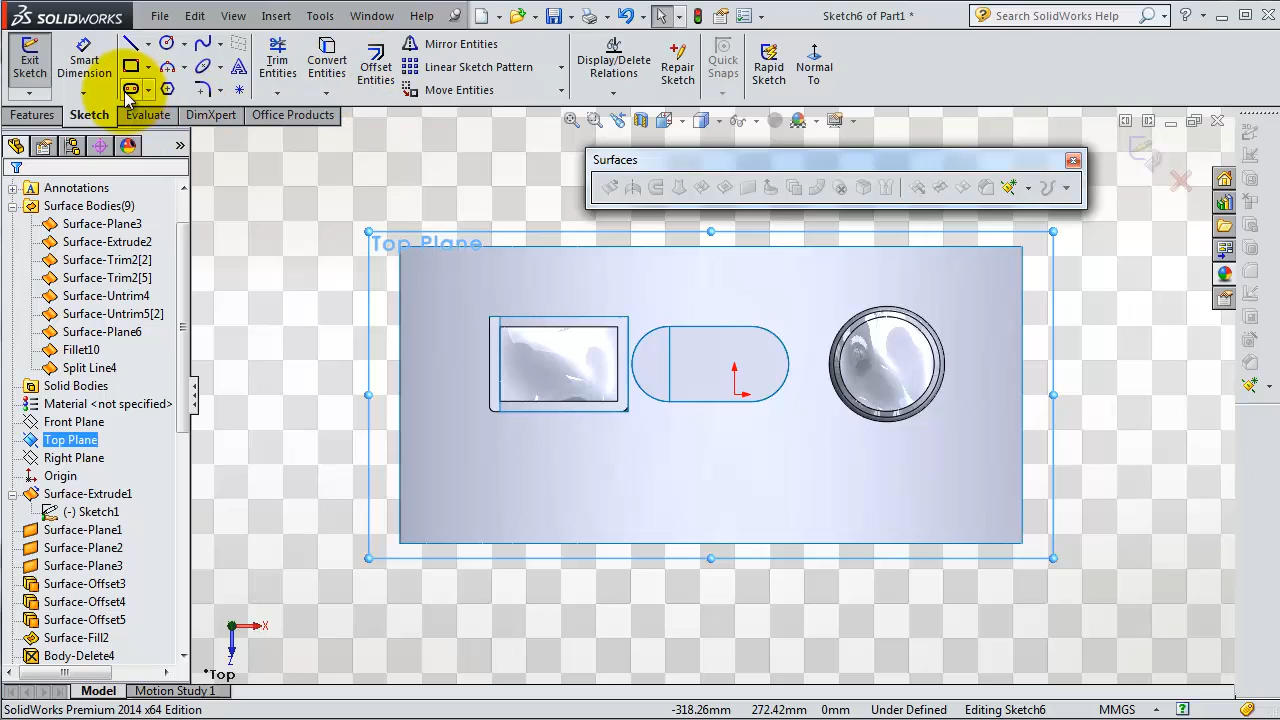 SOLIDWORKS File Edit View Insert Tools Window Help Sketch6 of Part1 * Search SolidWorks Help
Exit Sketch
Smart Dimension
Trim Entities
Convert Entities
Offset Entities
Mirror Entities
Linear Sketch Pattern
Move Entities
Display/Delete Relations
Repair Sketch
Quick Snaps
Rapid Sketch
Normal To
Features Sketch Evaluate DimXpert Office Products
Surfaces
Annotations
Surface Bodies(9)
Surface-Plane3
Surface-Extrude2
Surface-Trim2[2]
Surface-Trim2[5]
Surface-Untrim4
Surface-Untrim5[2]
Surface-Plane6
Fillet10
Split Line4
Solid Bodies
Material <not specified>
Front Plane
Top Plane
Right Plane
Origin
Surface-Extrude1
(-) Sketch1
Surface-Plane1
Surface-Plane2
Surface-Plane3
Surface-Offset3
Surface-Offset4
Surface-Offset5
Surface-Fill2
Body-Delete4
Top Plane
X
Z
*Top
Model Motion Study 1
SolidWorks Premium 2014 x64 Edition -318.26mm 272.42mm 0mm Under Defined Editing Sketch6 MMGS